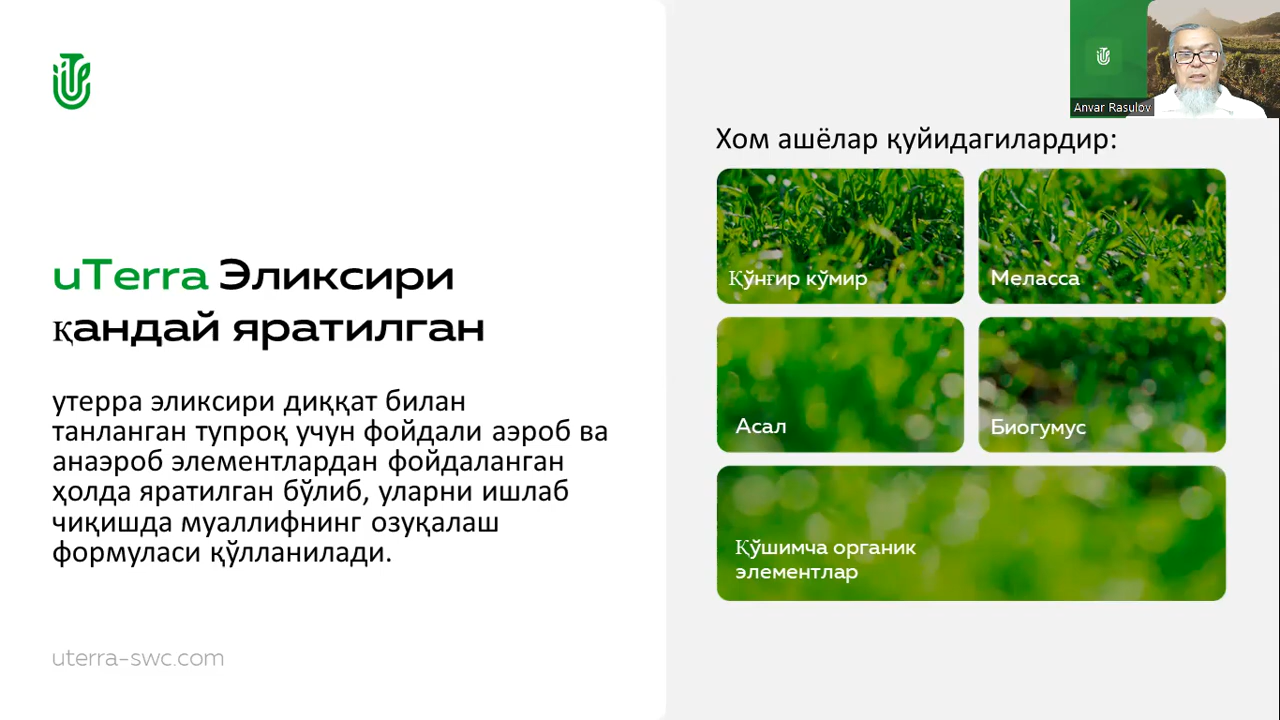 uTerra Эликсири
қандай яратилган
утерра эликсири диққат билан
танланган тупроқ учун фойдали аэроб ва
анаэроб элементлардан фойдаланган
ҳолда яратилган бўлиб, уларни ишлаб
чиқишда муаллифнинг озуқалаш
формуласи қўлланилади.
uterra-swc.com
Anvar Rasulov
Хом ашёлар қуйидагилардир:
Қўнғир кўмир
Меласса
Асал
Биогумус
Қўшимча органик
элементлар